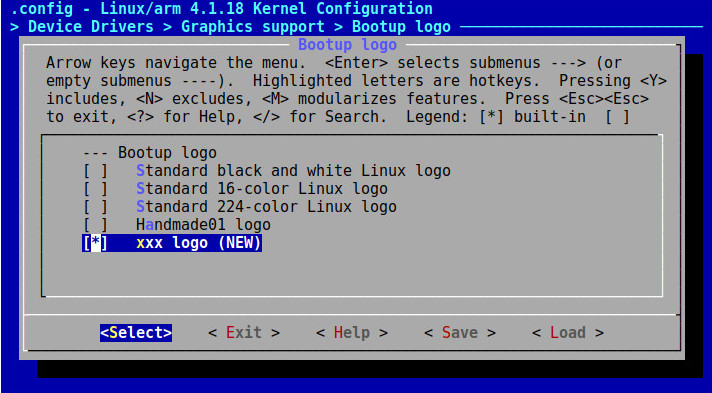 .config - Linux/arm 4.1.18 Kernel Configuration
> Device Drivers > Graphics support > Bootup logo
Bootup logo
Arrow keys navigate the menu.  <Enter> selects submenus ---> (or
empty submenus ----).  Highlighted letters are hotkeys.  Pressing <Y>
includes, <N> excludes, <M> modularizes features.  Press <Esc><Esc>
to exit, <?> for Help, </> for Search.  Legend: [*] built-in  [ ]
--- Bootup logo
[ ]   Standard black and white Linux logo
[ ]   Standard 16-color Linux logo
[ ]   Standard 224-color Linux logo
[ ]   Handmade01 logo
[*]   xxx logo (NEW)
<Select>    < Exit >    < Help >    < Save >    < Load >